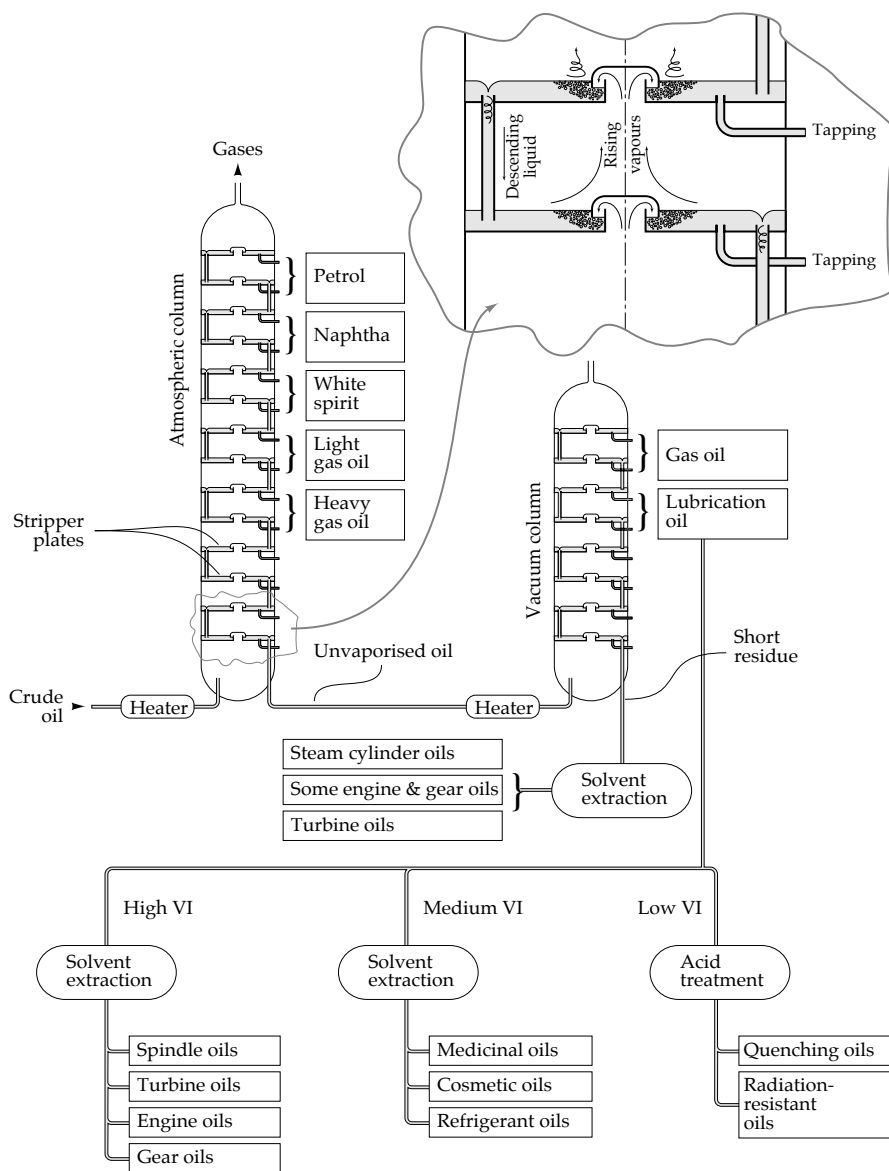 Gases
Atmospheric column
Petrol
Naphtha
White
spirit
Light
gas oil
Heavy
gas oil
Stripper
plates
Descending
liquid
Rising
vapours
Tapping
Tapping
Vacuum column
Gas oil
Lubrication
oil
Unvaporised oil
Short
residue
Crude
oil
Heater
Heater
Steam cylinder oils
Some engine & gear oils
Turbine oils
Solvent
extraction
High VI
Medium VI
Low VI
Solvent
extraction
Solvent
extraction
Acid
treatment
Spindle oils
Turbine oils
Engine oils
Gear oils
Medicinal oils
Cosmetic oils
Refrigerant oils
Quenching oils
Radiation-
resistant
oils